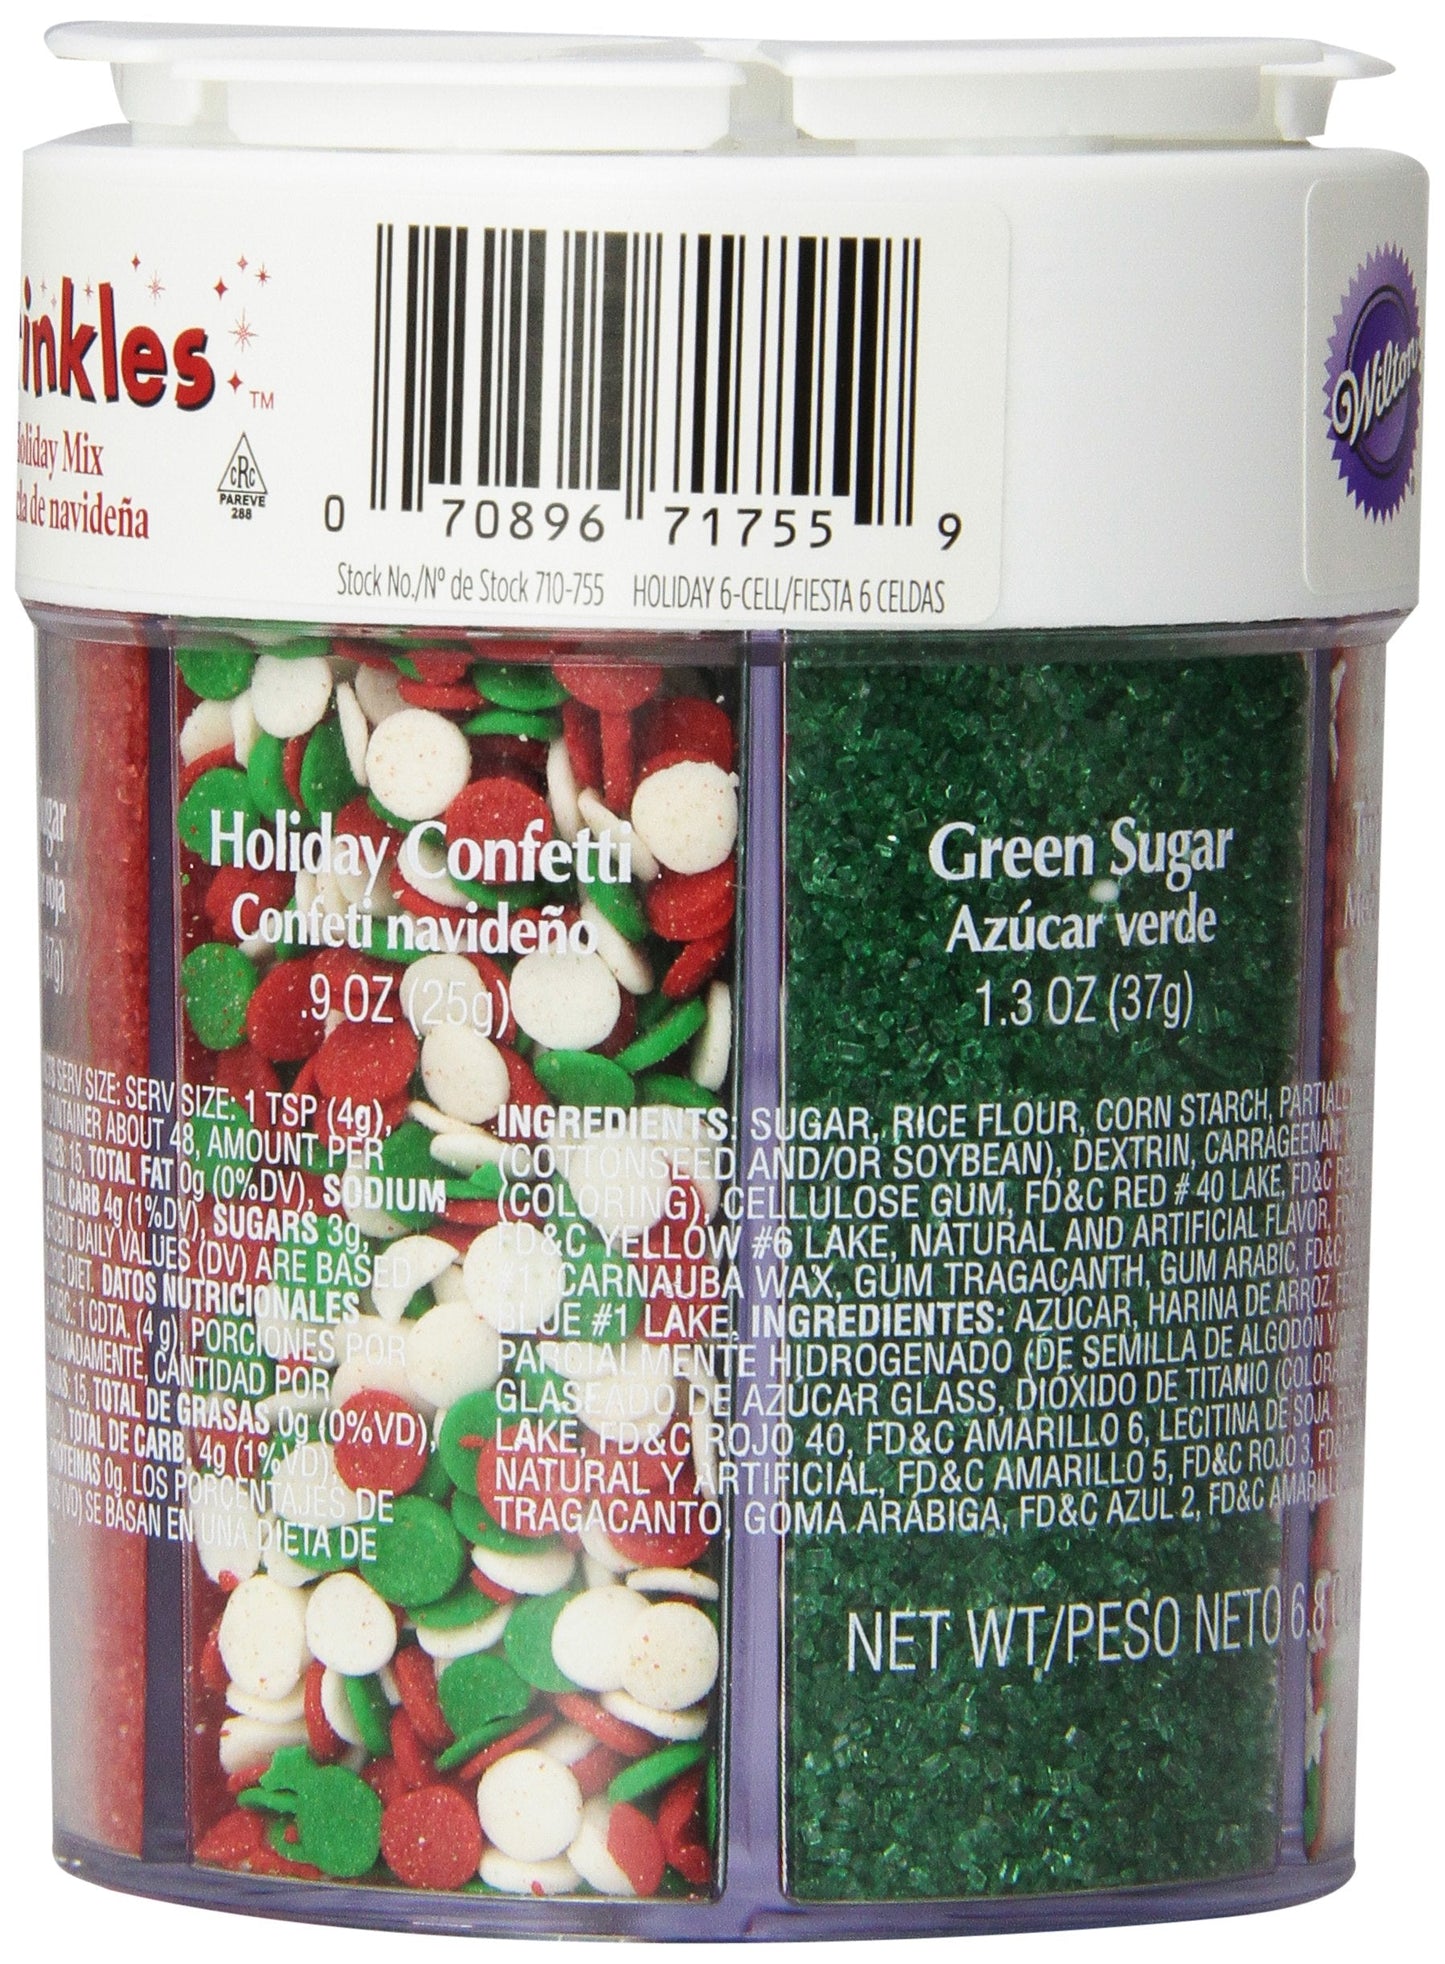 inkles TM
Holiday Mix
de navideña
CRC
PAREVE
288
0 70896 71755 9
Stock No./Nº de Stock 710-755 HOLIDAY 6-CELL/FIESTA 6 CELDAS
Wilton
Holiday Confetti
Confeti navideño
.9 OZ (25g)
Green Sugar
Azúcar verde
1.3 OZ (37g)
SERV SIZE: SERV SIZE: 1 TSP (4g),
ABOUT 48, AMOUNT PER
15, TOTAL FAT 0g (0%DV), SODIUM
CARB 4g (1%DV), SUGARS 3g,
DAILY VALUES (DV) ARE BASED
DIET. DATOS NUTRICIONALES
1 CDTA. (4 g), PORCIONES POR
CANTIDAD POR
15, TOTAL DE GRASAS 0g (0%VD),
TOTAL DE CARB. 4g (1%VD),
0g. LOS PORCENTAJES DE
(VD) SE BASAN EN UNA DIETA DE
INGREDIENTS: SUGAR, RICE FLOUR, CORN STARCH,
(COTTONSEED AND/OR SOYBEAN), DEXTRIN, CARRAGEENAN
(COLORING), CELLULOSE GUM, FD&C RED #40 LAKE, FD&C
FD&C YELLOW #6 LAKE, NATURAL AND ARTIFICIAL FLAVOR,
#1, CARNAUBA WAX, GUM TRAGACANTH, GUM ARABIC, FD&C
BLUE #1 LAKE. INGREDIENTES: AZÚCAR, HARINA DE ARROZ,
PARCIALMENTE HIDROGENADO (DE SEMILLA DE ALGODÓN Y
GLASEADO DE AZÚCAR GLASS, DIÓXIDO DE TITANIO
LAKE, FD&C ROJO 40, FD&C AMARILLO 6, LECITINA DE SOJA
NATURAL Y ARTIFICIAL, FD&C AMARILLO 5, FD&C ROJO 3,
TRAGACANTO, GOMA ARÁBIGA, FD&C AZUL 2, FD&C
NET WT/PESO NETO 6.8